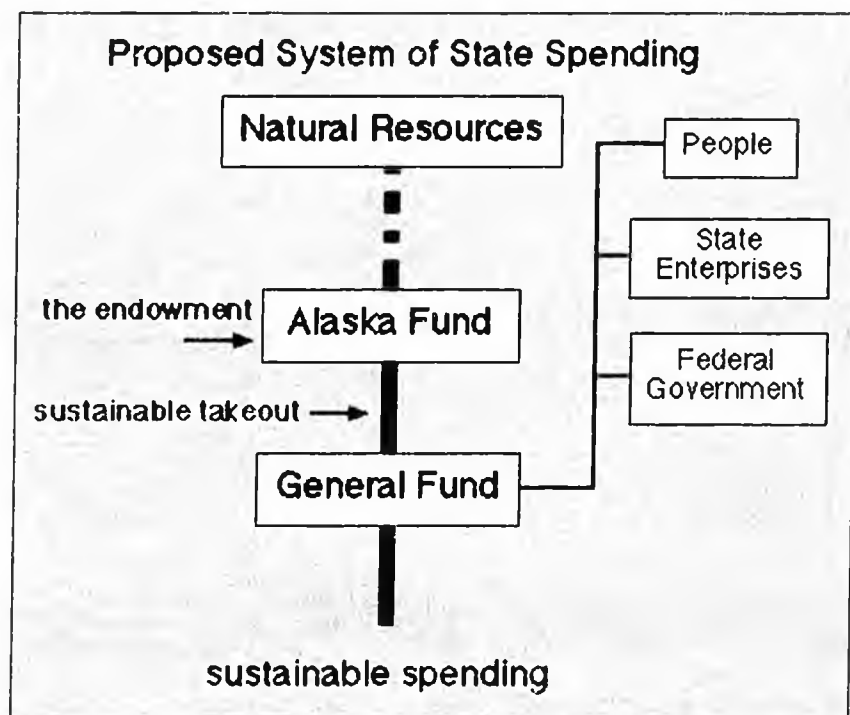 Proposed System of State Spending
Natural Resources
People
State
Enterprises
the endowment
Alaska Fund
Federal
Government
sustainable takeout
General Fund
sustainable spending